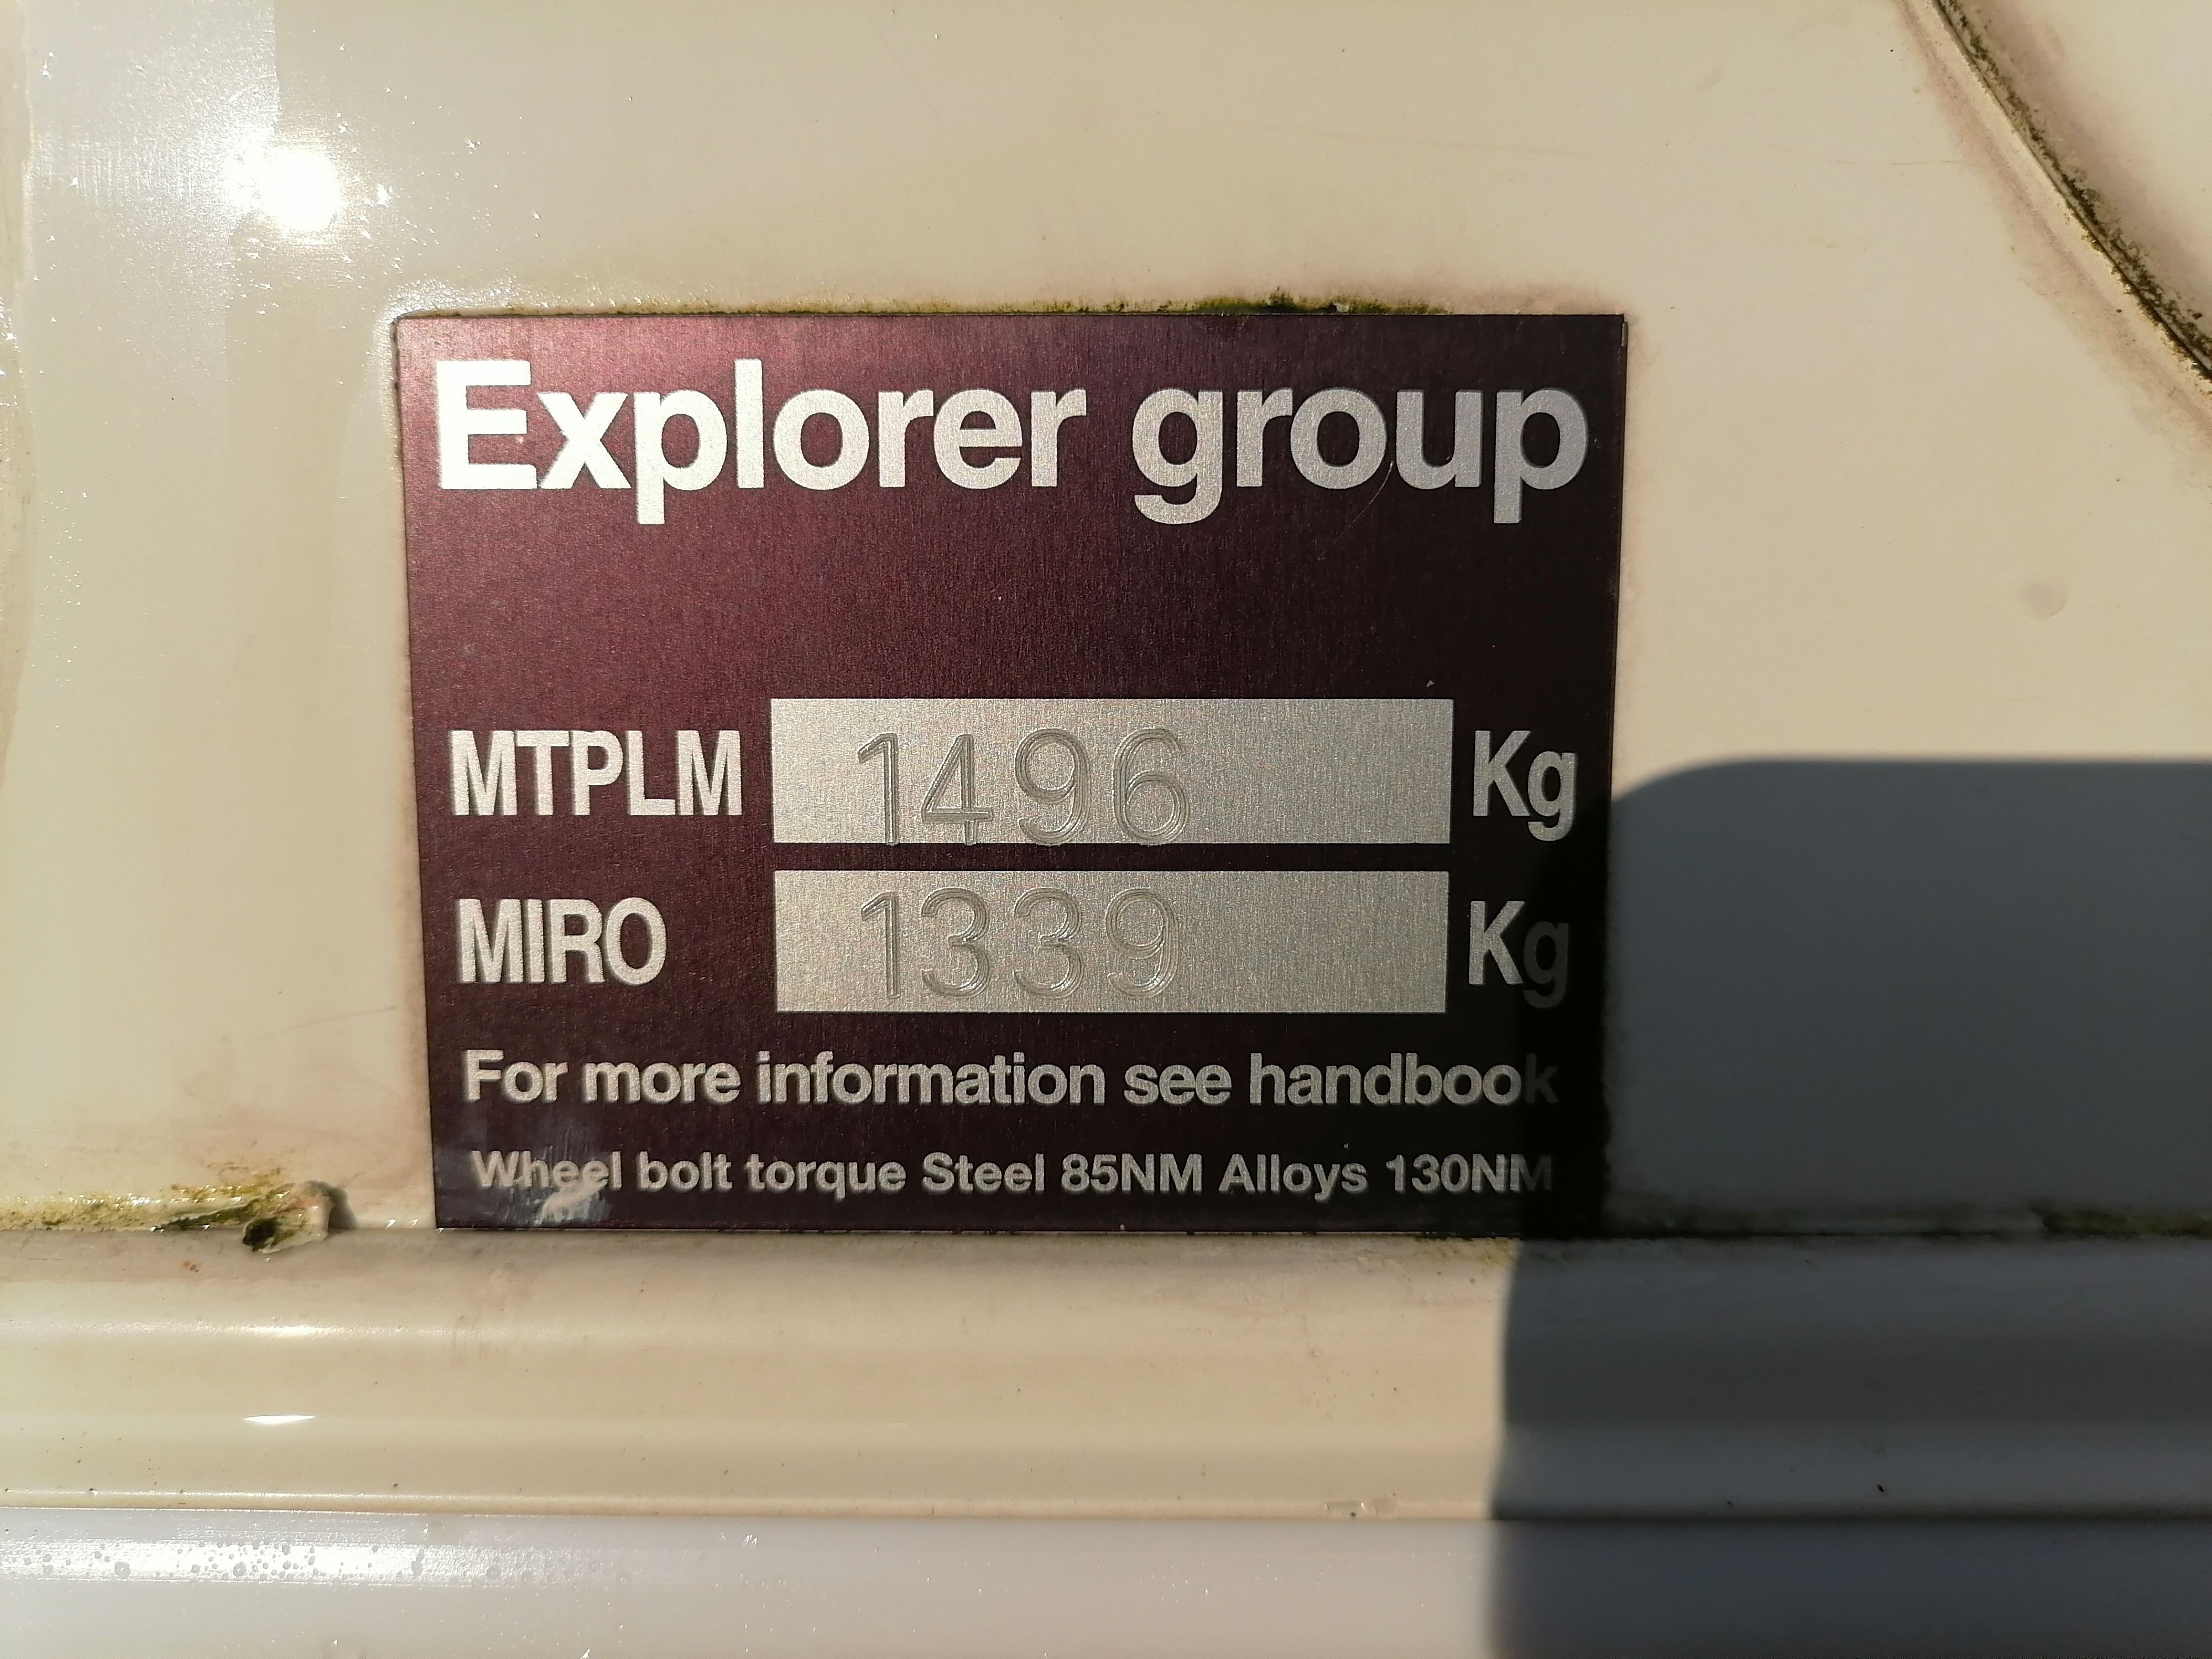 Explorer group
MTPLM 1496 Kg
MIRO 1339 Kg
For more information see handbook
Wheel bolt torque Steel 85NM Alloys 130NM